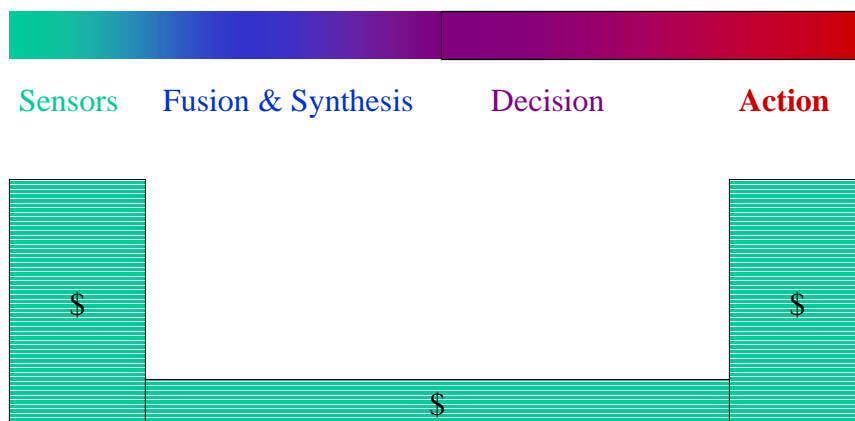 Sensors Fusion & Synthesis Decision Action
$ $
$